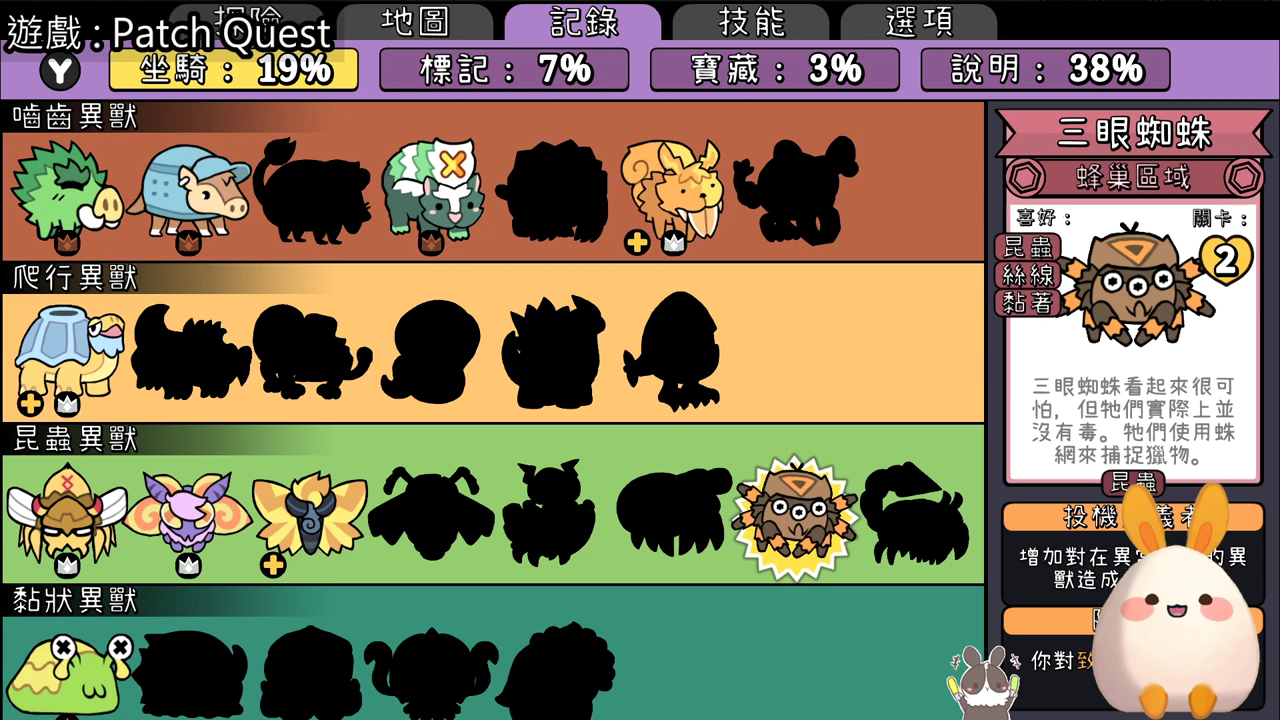 遊戲 : Patch Quest
地圖
記錄
技能
選項
Y
坐騎 : 19%
標記 : 7%
寶藏 : 3%
說明 : 38%
嚙齒異獸
爬行異獸
昆蟲異獸
黏狀異獸
三眼蜘蛛
蜂巢區域
喜好 :
關卡 :
昆蟲
絲線
黏著
2
三眼蜘蛛看起來很可
怕, 但牠們實際上並
沒有毒。牠們使用蛛
網來捕捉獵物。
昆蟲
投機
增加對在異
的異
獸造成
你對致